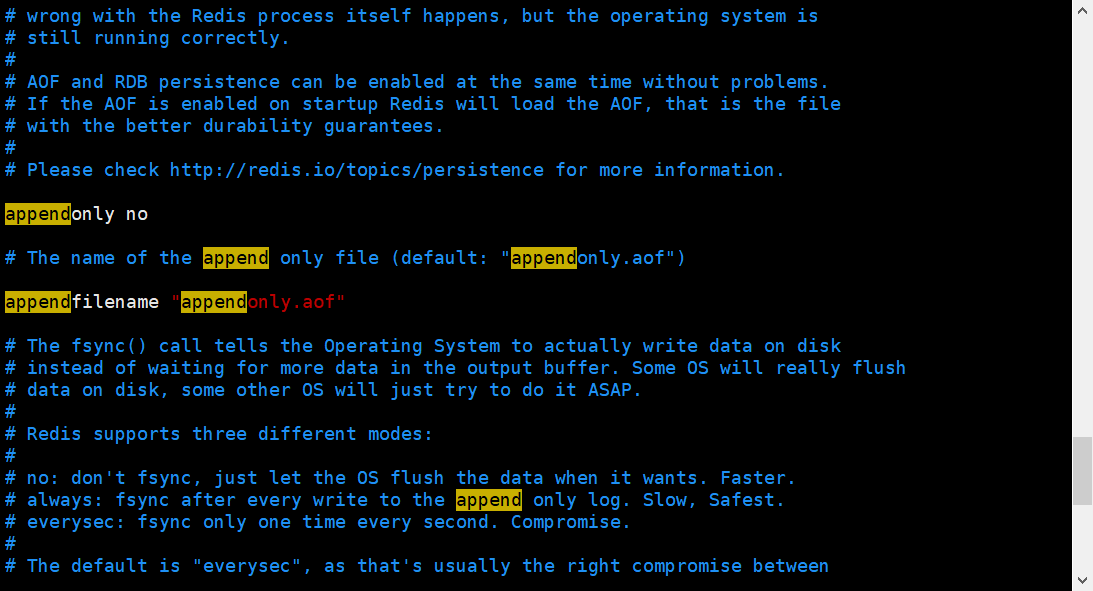 # wrong with the Redis process itself happens, but the operating system is
# still running correctly.
#
# AOF and RDB persistence can be enabled at the same time without problems.
# If the AOF is enabled on startup Redis will load the AOF, that is the file
# with the better durability guarantees.
#
# Please check http://redis.io/topics/persistence for more information.
appendonly no
# The name of the append only file (default: "appendonly.aof")
appendfilename "appendonly.aof"
# The fsync() call tells the Operating System to actually write data on disk
# instead of waiting for more data in the output buffer. Some OS will really flush
# data on disk, some other OS will just try to do it ASAP.
#
# Redis supports three different modes:
#
# no: don't fsync, just let the OS flush the data when it wants. Faster.
# always: fsync after every write to the append only log. Slow, Safest.
# everysec: fsync only one time every second. Compromise.
#
# The default is "everysec", as that's usually the right compromise between